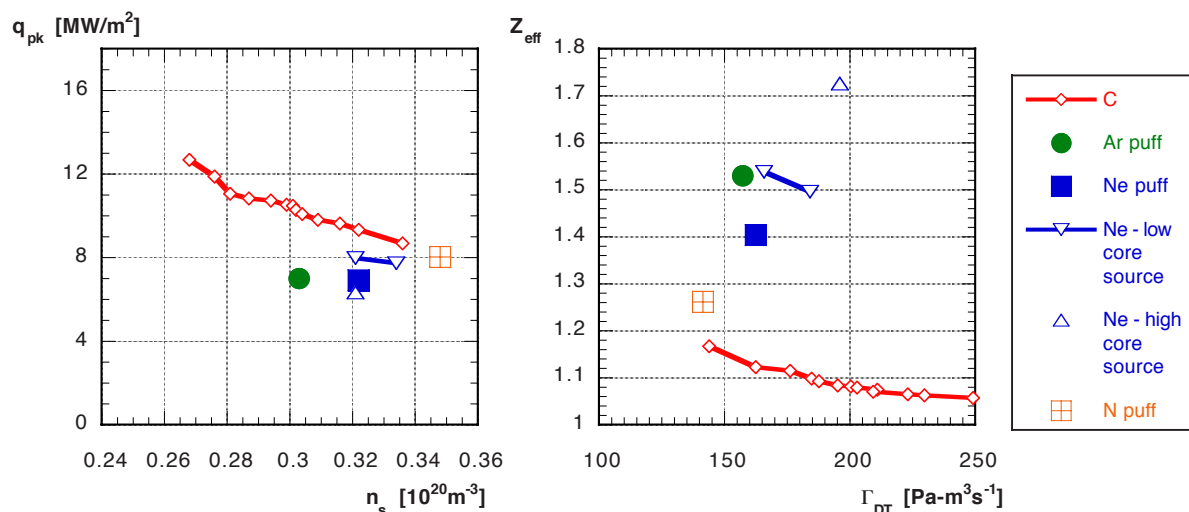 q_pk [MW/m²]
16
12
8
4
0
0.24 0.26 0.28 0.3 0.32 0.34 0.36
n_s [10²⁰m⁻³]
Z_eff
1.8
1.7
1.6
1.5
1.4
1.3
1.2
1.1
1
100 150 200 250
Γ_DT [Pa-m³s⁻¹]
C
Ar puff
Ne puff
Ne - low
core
source
Ne - high
core
source
N puff